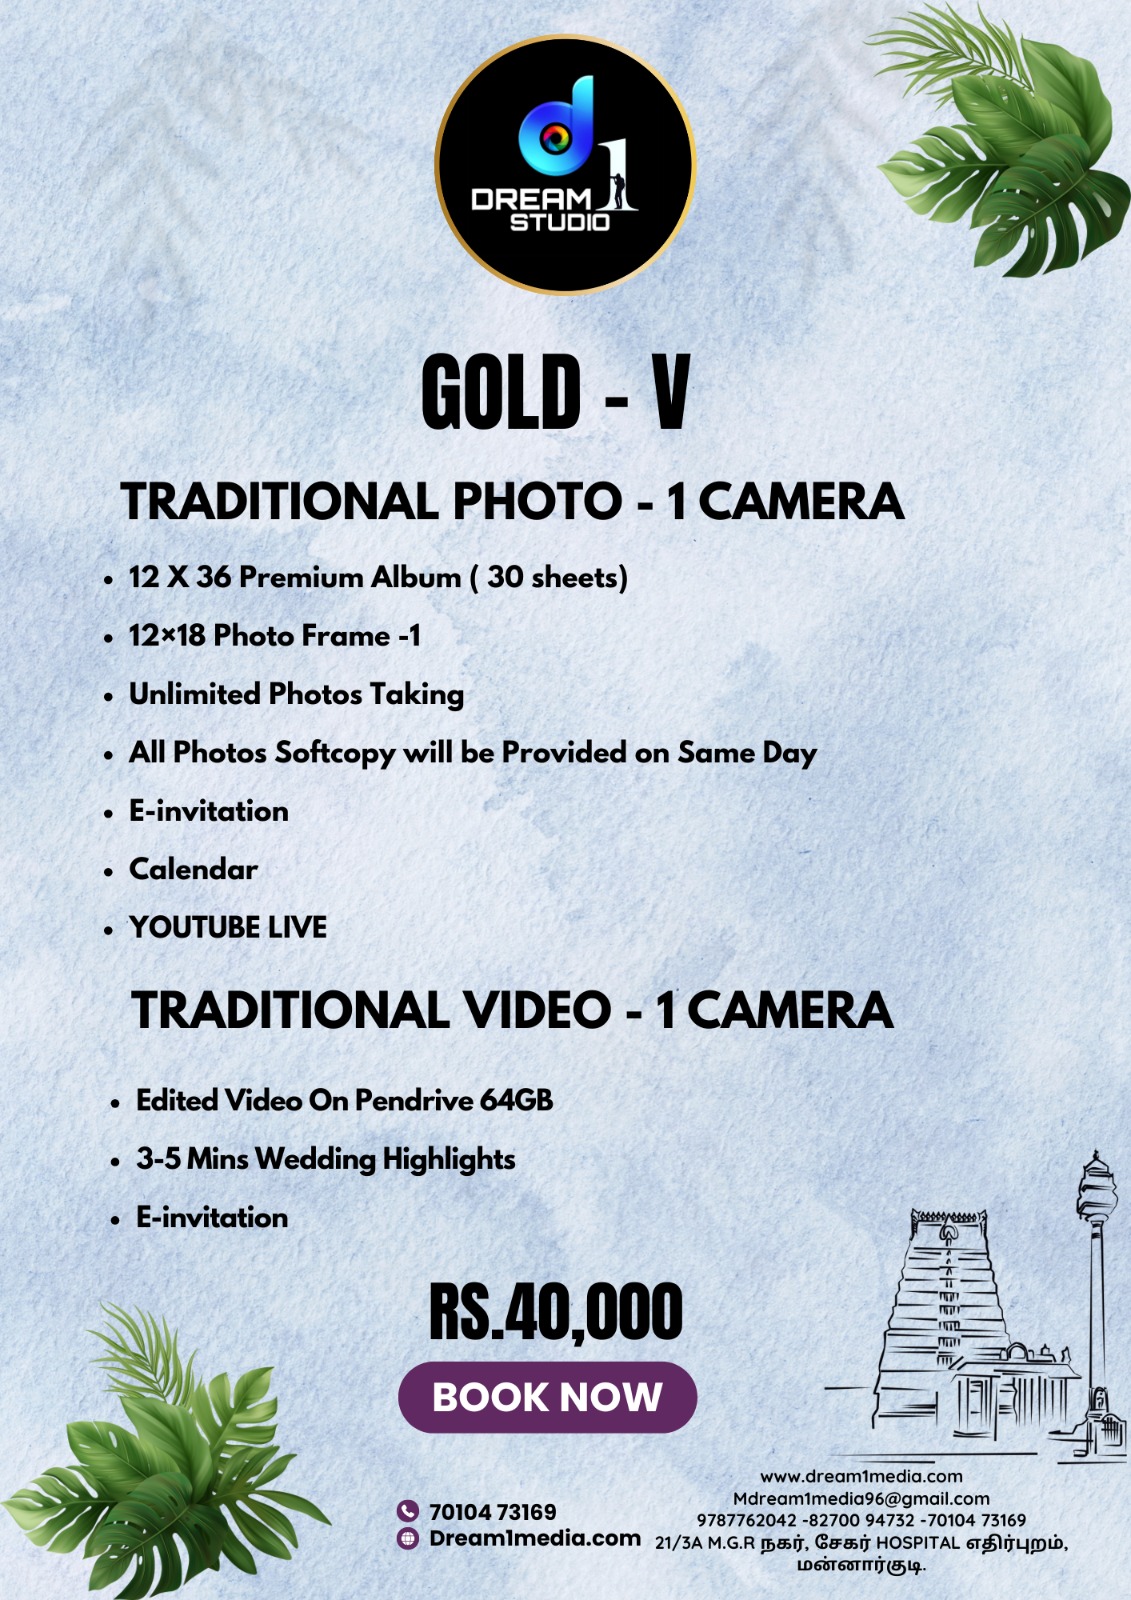 d1
DREAM
STUDIO
GOLD - V
TRADITIONAL PHOTO - 1 CAMERA
• 12 X 36 Premium Album ( 30 sheets)
• 12×18 Photo Frame -1
• Unlimited Photos Taking
• All Photos Softcopy will be Provided on Same Day
• E-invitation
• Calendar
• YOUTUBE LIVE
TRADITIONAL VIDEO - 1 CAMERA
• Edited Video On Pendrive 64GB
• 3-5 Mins Wedding Highlights
• E-invitation
RS.40,000
BOOK NOW
70104 73169
Dream1media.com
www.dream1media.com
Mdream1media96@gmail.com
9787762042 -82700 94732 -70104 73169
21/3A M.G.R நகர், சேகர் HOSPITAL எதிர்புறம்,
மன்னார்குடி.